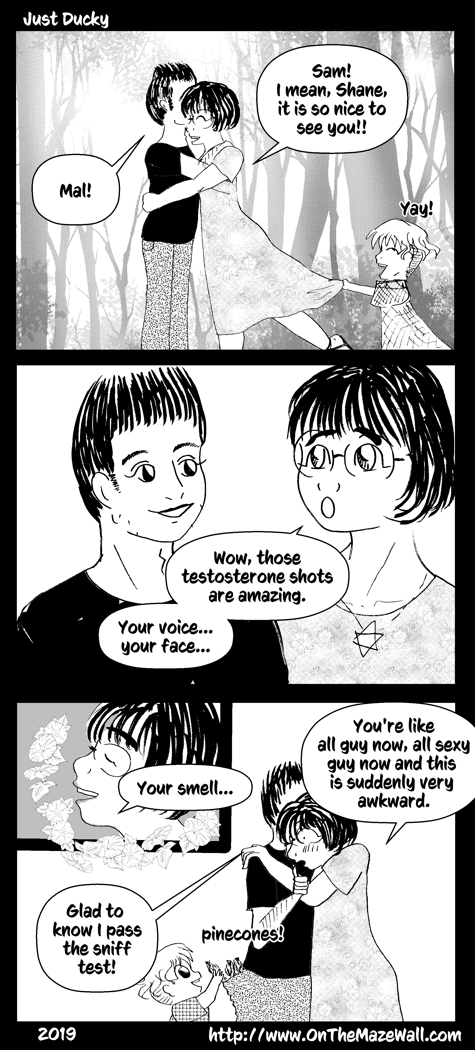 Just Ducky
Sam!
I mean, Shane,
it is so nice to
see you!!
Mal!
Yay!
Wow, those
testosterone shots
are amazing.
Your voice...
your face...
Your smell...
You're like
all guy now, all sexy
guy now and this
is suddenly very
awkward.
Glad to
know I pass
the sniff
test!
pinecones!
2019
http://www.OnTheMazeWall.com